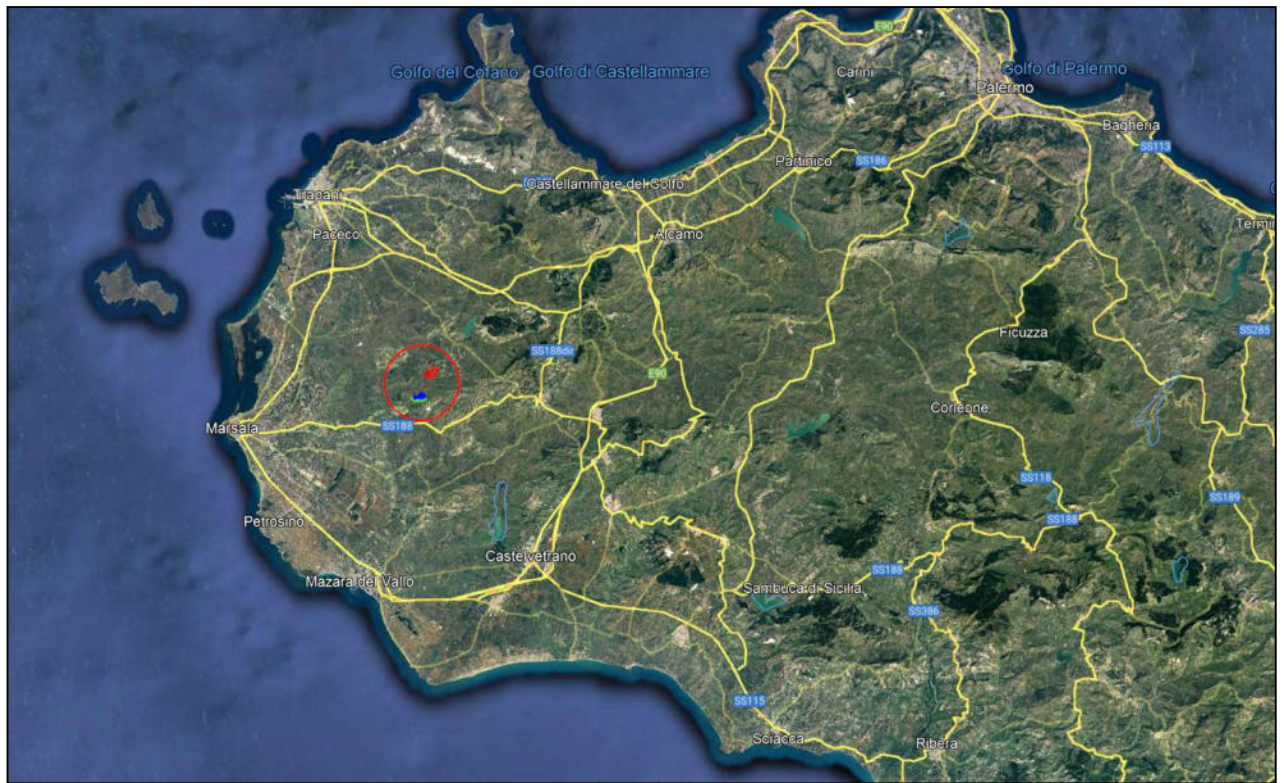 E90
Golfo del Cofano
Golfo di Castellammare
Carini
Golfo di Palermo
Palermo
Bagheria
SS113
Partinico
SS186
Castellammare del Golfo
Trapani
Paceco
Alcamo
SS188dir
E90
Ficuzza
SS285
Corleone
SS188
Marsala
SS118
SS189
SS188
Petrosino
Castelvetrano
Mazara del Vallo
SS188
Sambuca di Sicilia
SS386
SS115
Sciacca
Ribera